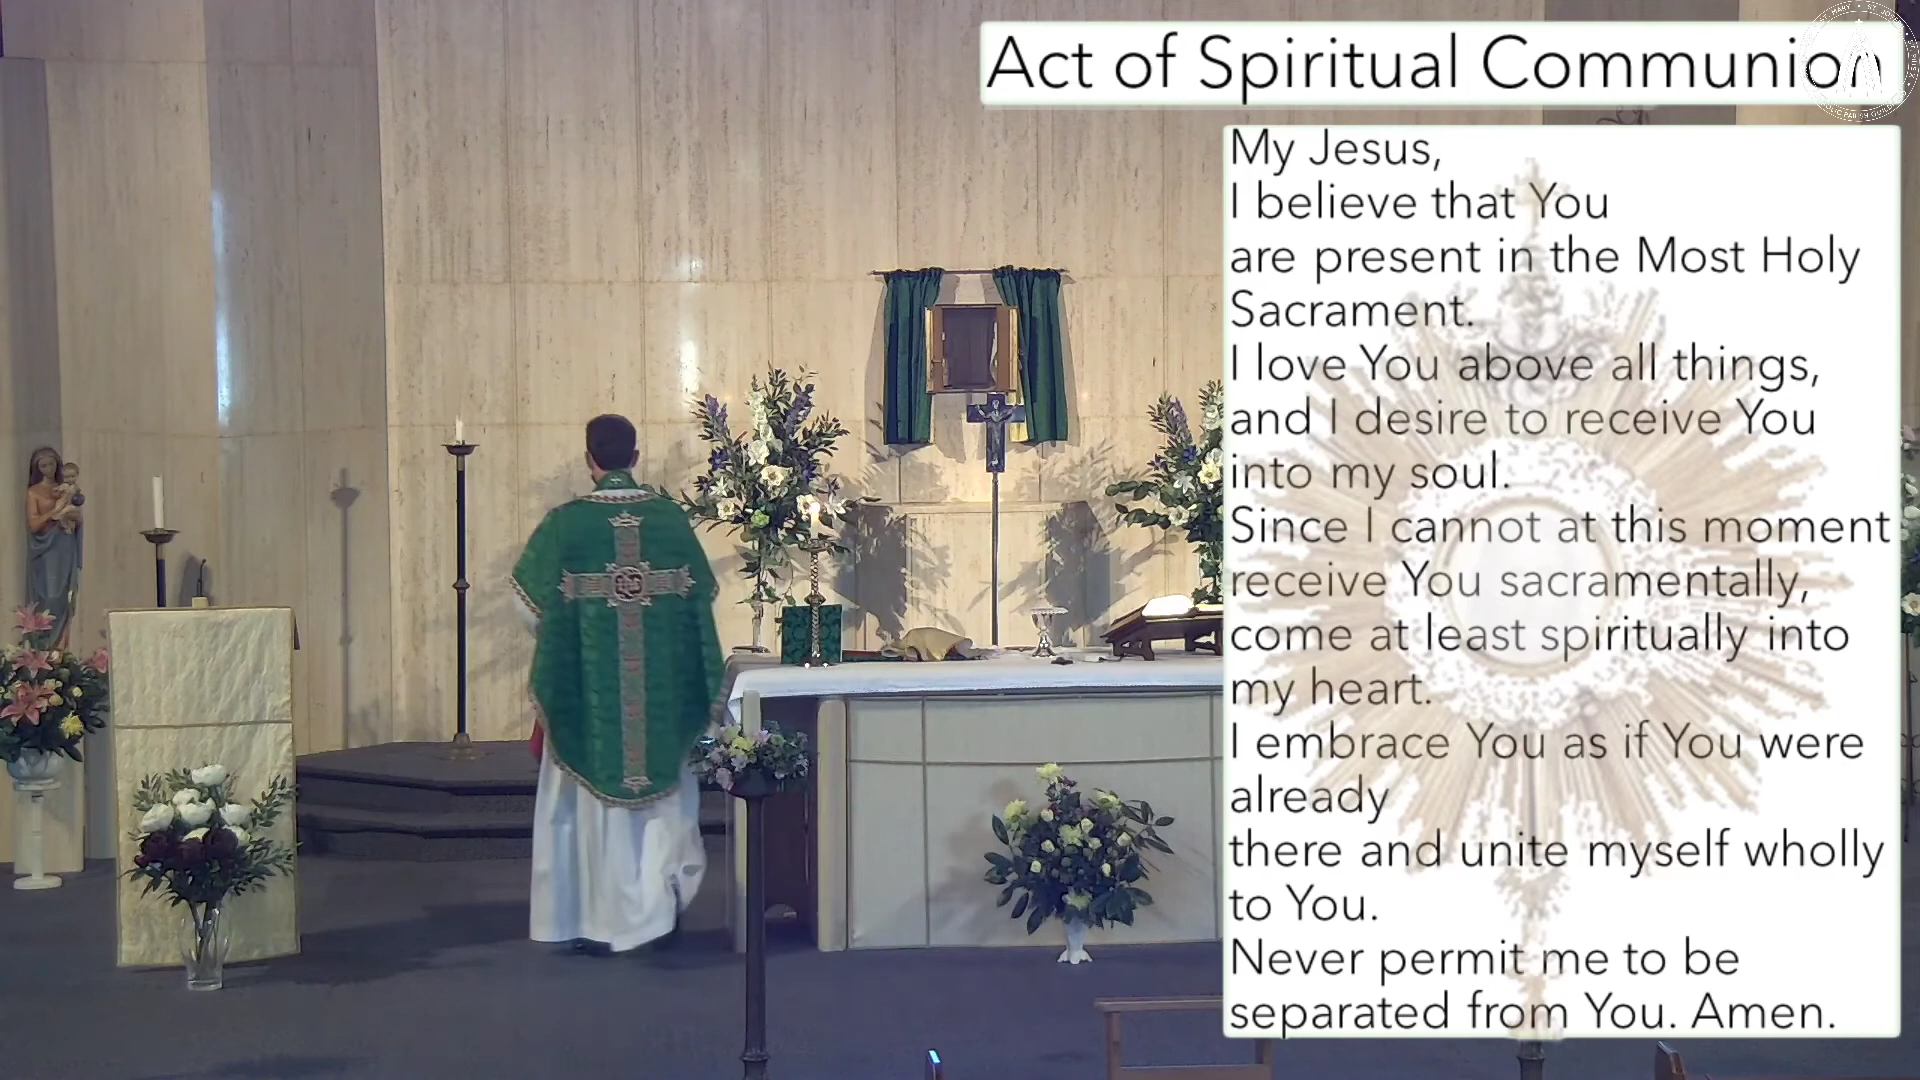 Act of Spiritual Communion
My Jesus,
I believe that You
are present in the Most Holy
Sacrament.
I love You above all things,
and I desire to receive You
into my soul.
Since I cannot at this moment
receive You sacramentally,
come at least spiritually into
my heart.
I embrace You as if You were
already
there and unite myself wholly
to You.
Never permit me to be
separated from You. Amen.